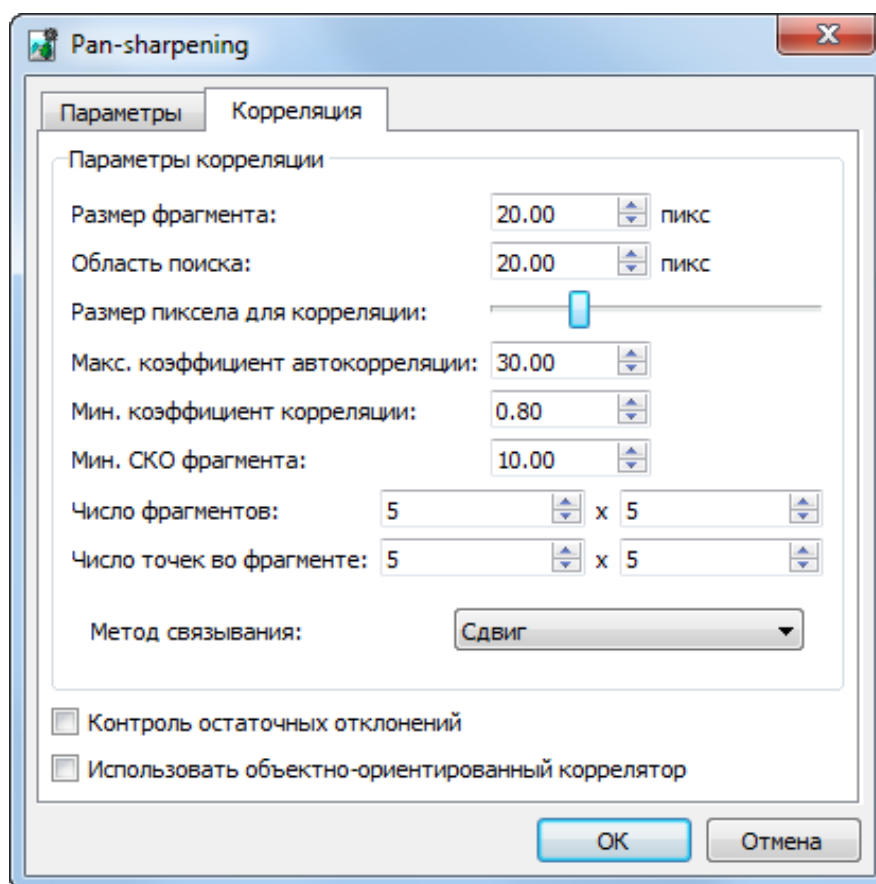 Pan-sharpening
Параметры Корреляция
Параметры корреляции
Размер фрагмента: 20.00 пикс
Область поиска: 20.00 пикс
Размер пиксела для корреляции:
Макс. коэффициент автокорреляции: 30.00
Мин. коэффициент корреляции: 0.80
Мин. СКО фрагмента: 10.00
Число фрагментов: 5 x 5
Число точек во фрагменте: 5 x 5
Метод связывания: Сдвиг
Контроль остаточных отклонений
Использовать объектно-ориентированный коррелятор
ОК Отмена